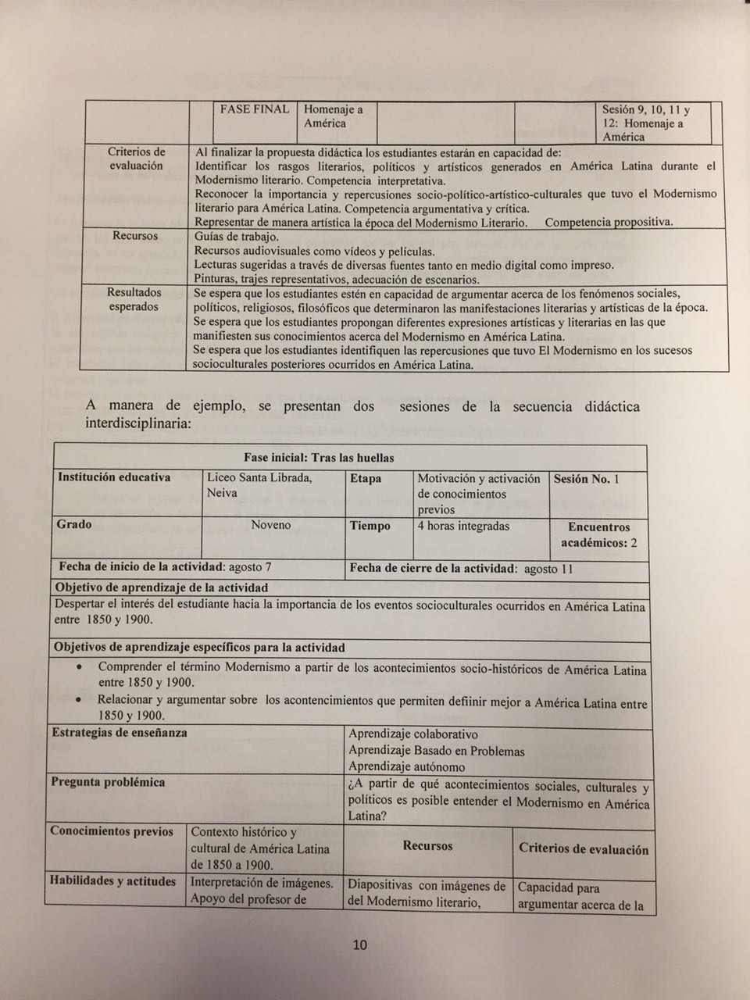 FASE FINAL
Homenaje a
América
Sesión 9, 10, 11 y
12: Homenaje a
América
Criterios de
evaluación
Al finalizar la propuesta didáctica los estudiantes estarán en capacidad de:
Identificar los rasgos literarios, políticos y artísticos generados en América Latina durante el
Modernismo literario. Competencia interpretativa.
Reconocer la importancia y repercusiones socio-político-artístico-culturales que tuvo el Modernismo
literario para América Latina. Competencia argumentativa y crítica.
Representar de manera artística la época del Modernismo Literario. Competencia propositiva.
Recursos
Guías de trabajo.
Recursos audiovisuales como vídeos y películas.
Lecturas sugeridas a través de diversas fuentes tanto en medio digital como impreso.
Pinturas, trajes representativos, adecuación de escenarios.
Resultados
esperados
Se espera que los estudiantes estén en capacidad de argumentar acerca de los fenómenos sociales,
políticos, religiosos, filosóficos que determinaron las manifestaciones literarias y artísticas de la época.
Se espera que los estudiantes propongan diferentes expresiones artísticas y literarias en las que
manifiesten sus conocimientos acerca del Modernismo en América Latina.
Se espera que los estudiantes identifiquen las repercusiones que tuvo El Modernismo en los sucesos
socioculturales posteriores ocurridos en América Latina.
A manera de ejemplo, se presentan dos sesiones de la secuencia didáctica
interdisciplinaria:
Fase inicial: Tras las huellas
Institución educativa
Liceo Santa Librada,
Neiva
Etapa
Motivación y activación
de conocimientos
previos
Sesión No. 1
Grado
Noveno
Tiempo
4 horas integradas
Encuentros
académicos: 2
Fecha de inicio de la actividad: agosto 7
Fecha de cierre de la actividad: agosto 11
Objetivo de aprendizaje de la actividad
Despertar el interés del estudiante hacia la importancia de los eventos socioculturales ocurridos en América Latina
entre 1850 y 1900.
Objetivos de aprendizaje específicos para la actividad
• Comprender el término Modernismo a partir de los acontecimientos socio-históricos de América Latina
entre 1850 y 1900.
• Relacionar y argumentar sobre los acontencimientos que permiten defiinir mejor a América Latina entre
1850 y 1900.
Estrategias de enseñanza
Aprendizaje colaborativo
Aprendizaje Basado en Problemas
Aprendizaje autónomo
Pregunta problémica
¿A partir de qué acontecimientos sociales, culturales y
políticos es posible entender el Modernismo en América
Latina?
Conocimientos previos
Contexto histórico y
cultural de América Latina
de 1850 a 1900.
Recursos
Criterios de evaluación
Habilidades y actitudes
Interpretación de imágenes.
Apoyo del profesor de
Diapositivas con imágenes de
del Modernismo literario,
Capacidad para
argumentar acerca de la
10